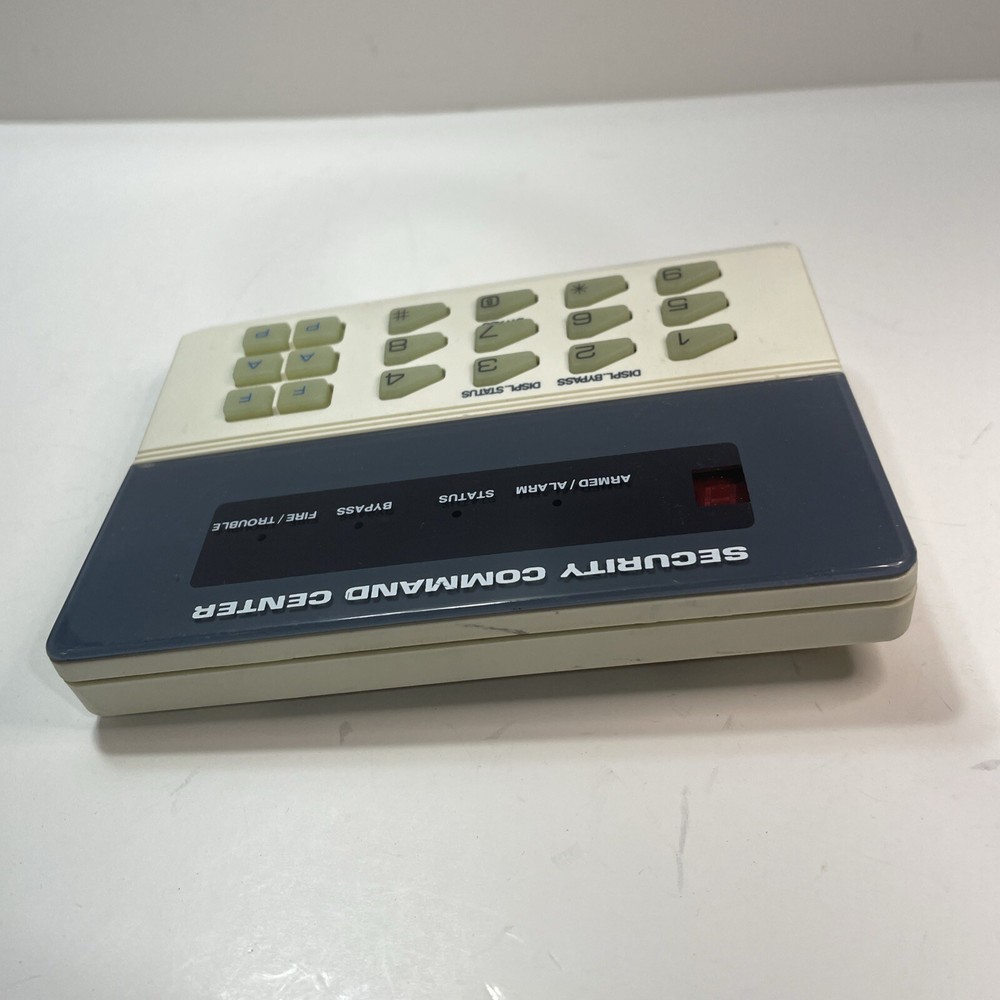 SECURITY COMMAND CENTER
ARMED / ALARM STATUS BYPASS FIRE / TROUBLE
DISPL.BYPASS DISPL.STATUS
1 2 3 4 F F
5 6 7 8 A A
9 * 0 # P P